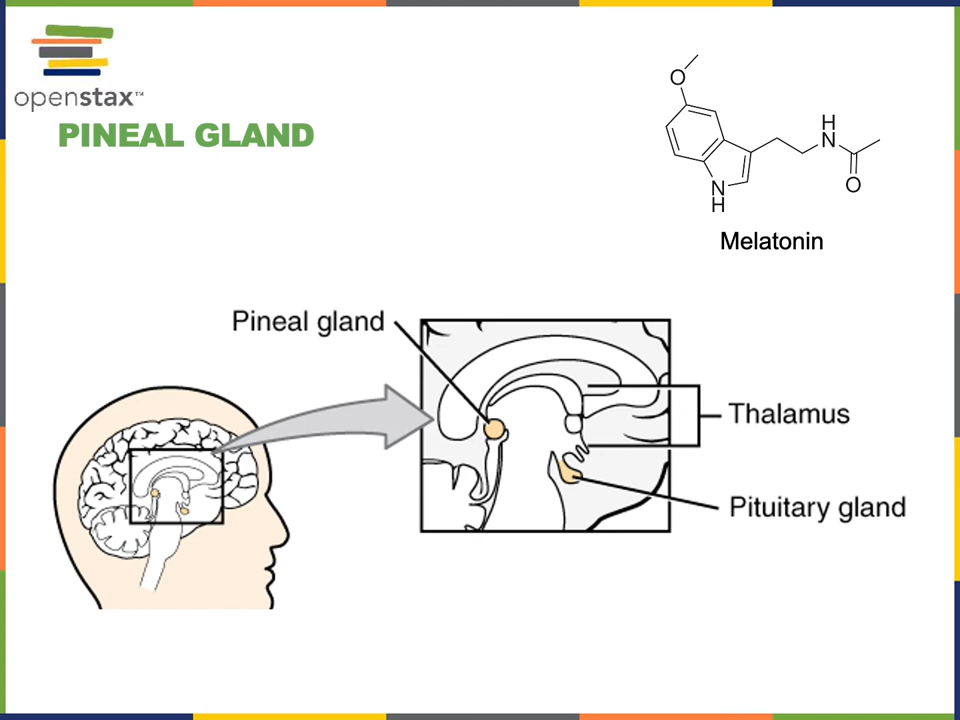 openstax™
PINEAL GLAND
O
H
N
O
N
H
Melatonin
Pineal gland
Thalamus
Pituitary gland